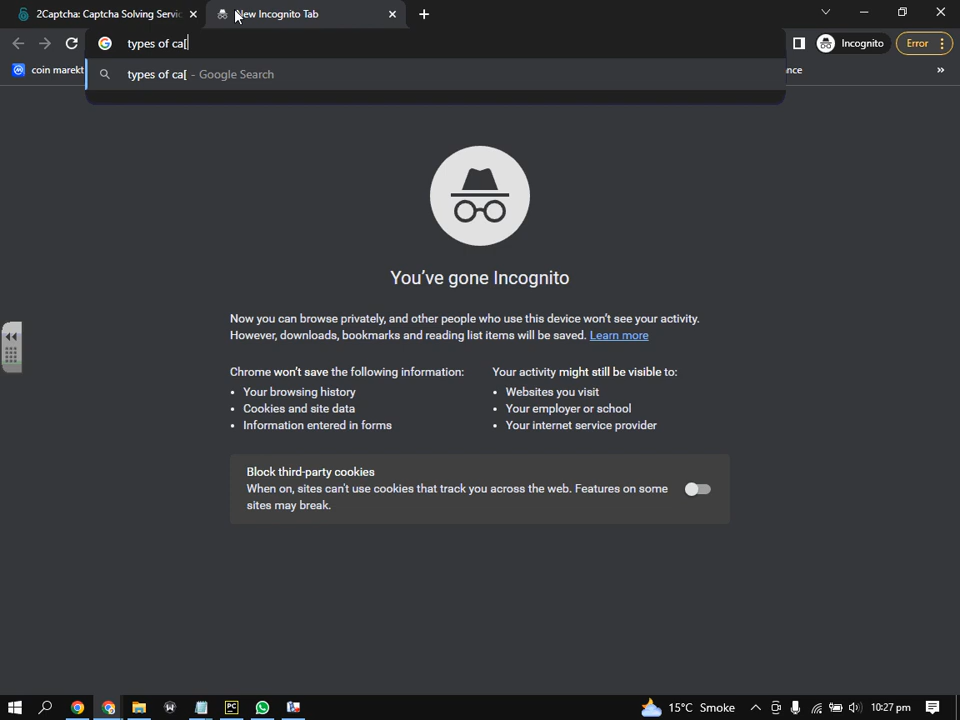 2Captcha: Captcha Solving Servic
New Incognito Tab
types of ca[
Incognito
Error
coin markt
types of ca[ - Google Search
nce
You've gone Incognito
Now you can browse privately, and other people who use this device won't see your activity.
However, downloads, bookmarks and reading list items will be saved. Learn more
Chrome won't save the following information:
• Your browsing history
• Cookies and site data
• Information entered in forms
Your activity might still be visible to:
• Websites you visit
• Your employer or school
• Your internet service provider
Block third-party cookies
When on, sites can't use cookies that track you across the web. Features on some
sites may break.
PC
15°C Smoke
10:27 pm